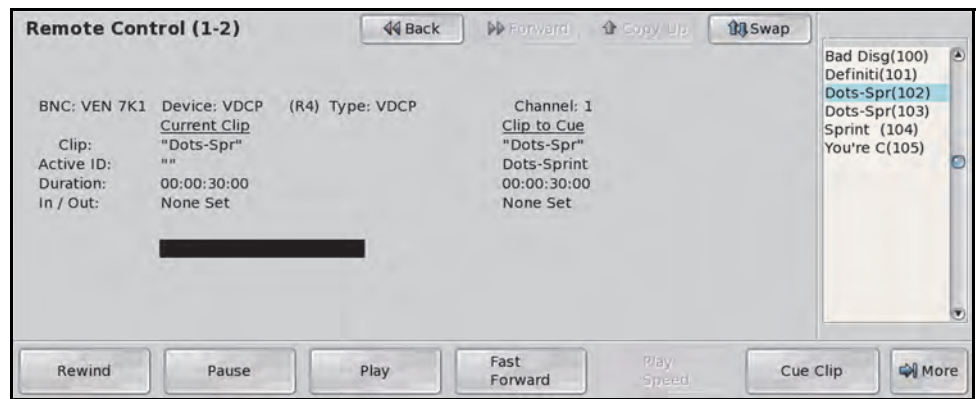 Remote Control (1-2) Back Forward Copy Up Swap
BNC: VEN 7K1 Device: VDCP (R4) Type: VDCP Channel: 1
Current Clip Clip to Cue
Clip: "Dots-Spr" "Dots-Spr"
Active ID: "" Dots-Sprint
Duration: 00:00:30:00 00:00:30:00
In / Out: None Set None Set
Bad Disg(100)
Definiti(101)
Dots-Spr(102)
Dots-Spr(103)
Sprint (104)
You're C(105)
Rewind Pause Play Fast Forward Play Speed Cue Clip More